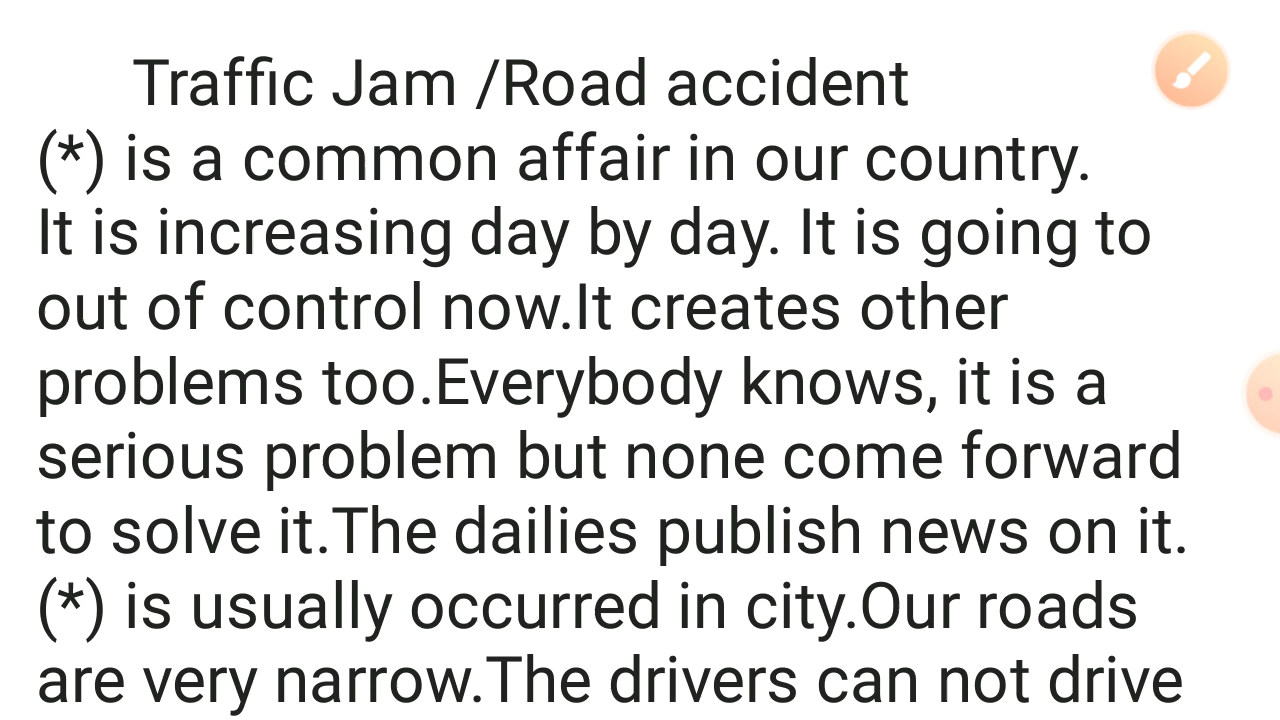 Traffic Jam /Road accident
(*) is a common affair in our country.
It is increasing day by day. It is going to
out of control now.It creates other
problems too.Everybody knows, it is a
serious problem but none come forward
to solve it.The dailies publish news on it.
(*) is usually occurred in city.Our roads
are very narrow.The drivers can not drive